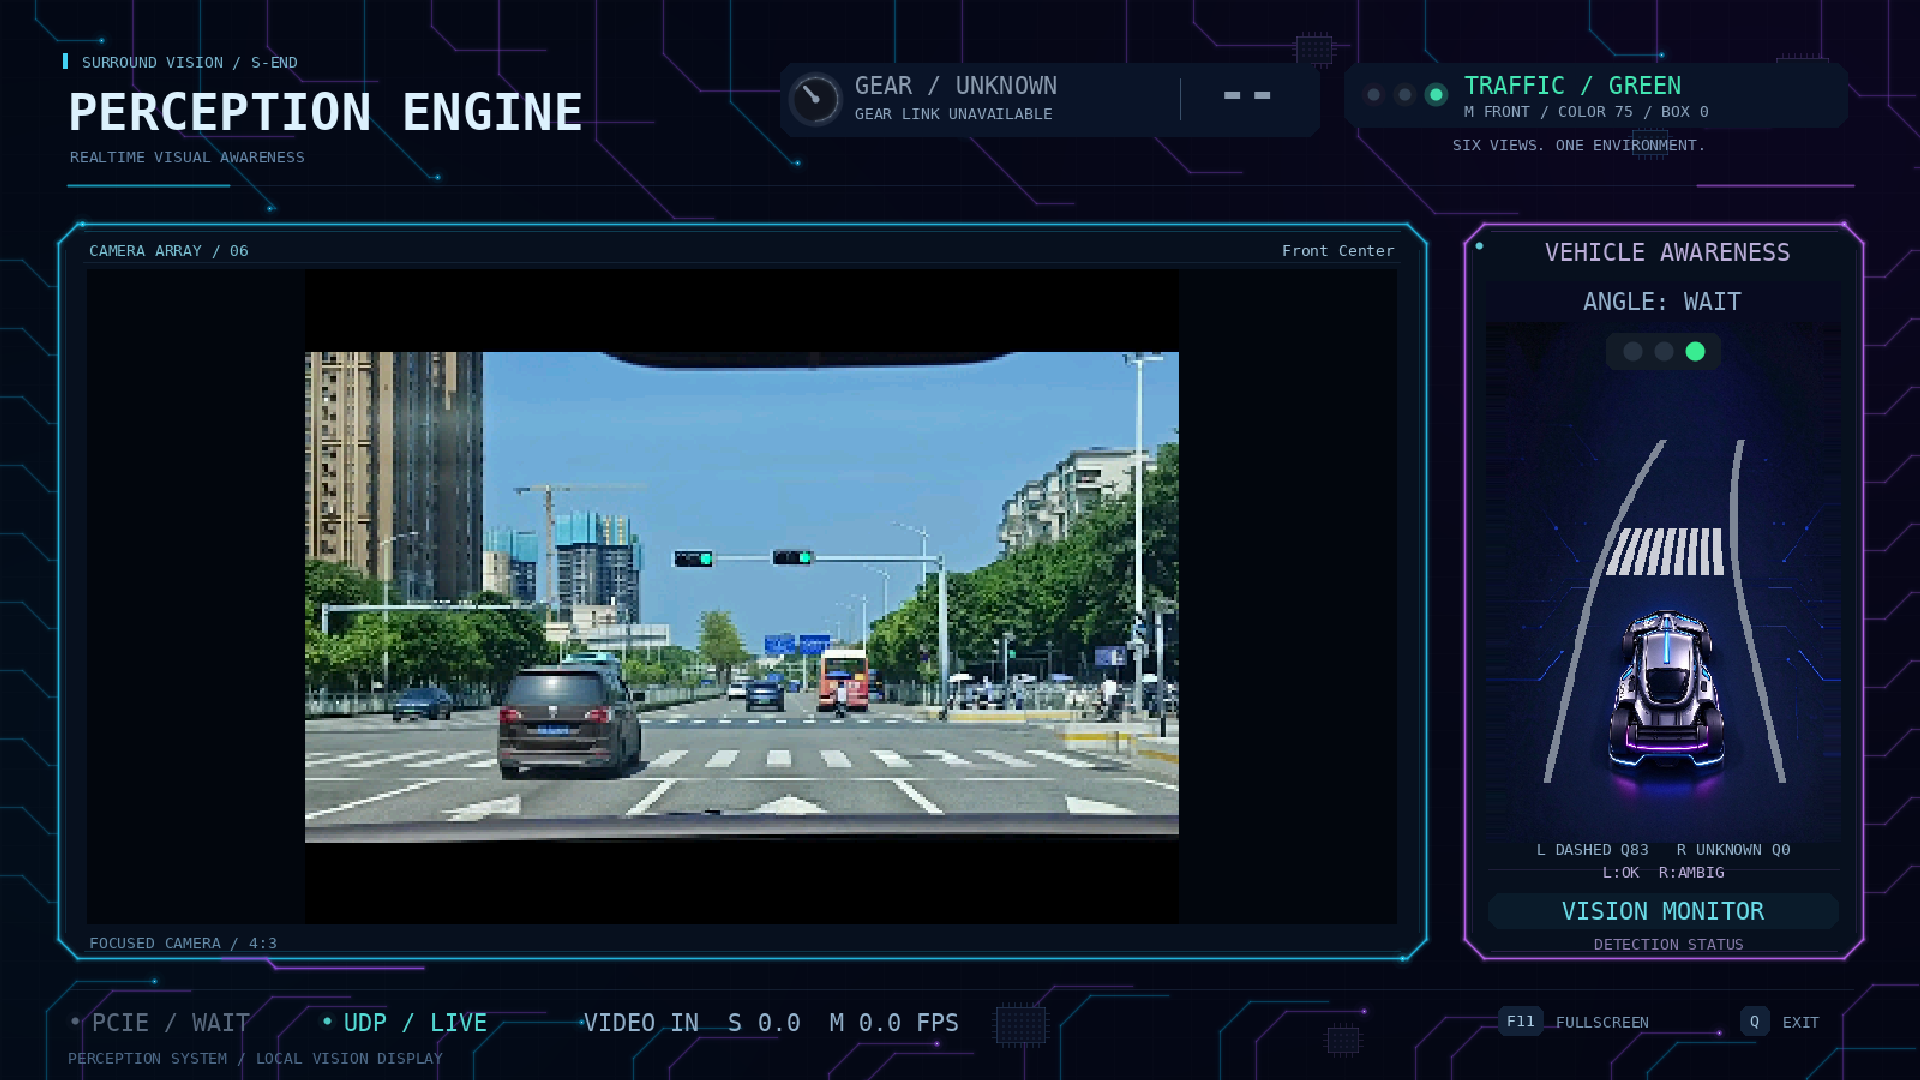 SURROUND VISION / S-END
PERCEPTION ENGINE
REALTIME VISUAL AWARENESS
GEAR / UNKNOWN
GEAR LINK UNAVAILABLE
--
TRAFFIC / GREEN
M FRONT / COLOR 75 / BOX 0
SIX VIEWS. ONE ENVIRONMENT.
CAMERA ARRAY / 06
Front Center
FOCUSED CAMERA / 4:3
VEHICLE AWARENESS
ANGLE: WAIT
L DASHED Q83 R UNKNOWN Q0
L:OK R:AMBIG
VISION MONITOR
DETECTION STATUS
• PCIE / WAIT
• UDP / LIVE
VIDEO IN S 0.0 M 0.0 FPS
F11 FULLSCREEN
Q EXIT
PERCEPTION SYSTEM / LOCAL VISION DISPLAY